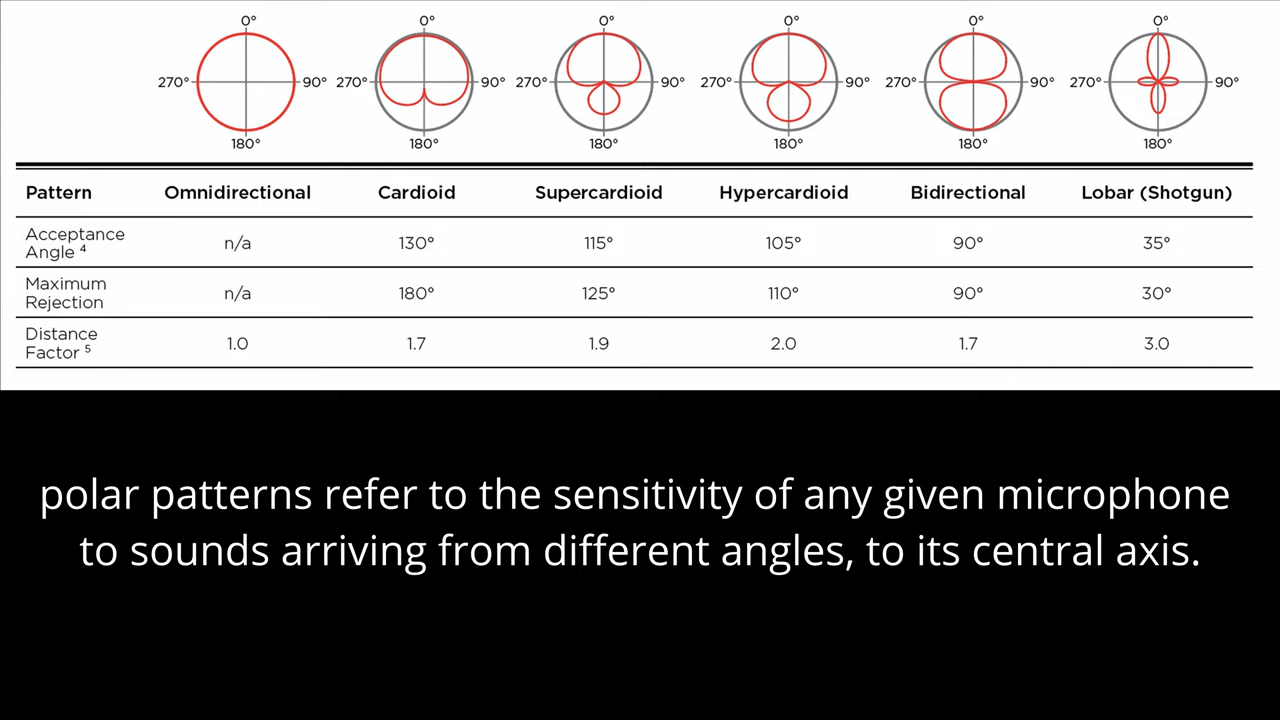 0° 0° 0° 0° 0° 0°
270° 90° 270° 90° 270° 90° 270° 90° 270° 90° 270° 90°
180° 180° 180° 180° 180° 180°
Pattern Omnidirectional Cardioid Supercardioid Hypercardioid Bidirectional Lobar (Shotgun)
Acceptance
Angle ⁴ n/a 130° 115° 105° 90° 35°
Maximum
Rejection n/a 180° 125° 110° 90° 30°
Distance
Factor ⁵ 1.0 1.7 1.9 2.0 1.7 3.0
polar patterns refer to the sensitivity of any given microphone
to sounds arriving from different angles, to its central axis.